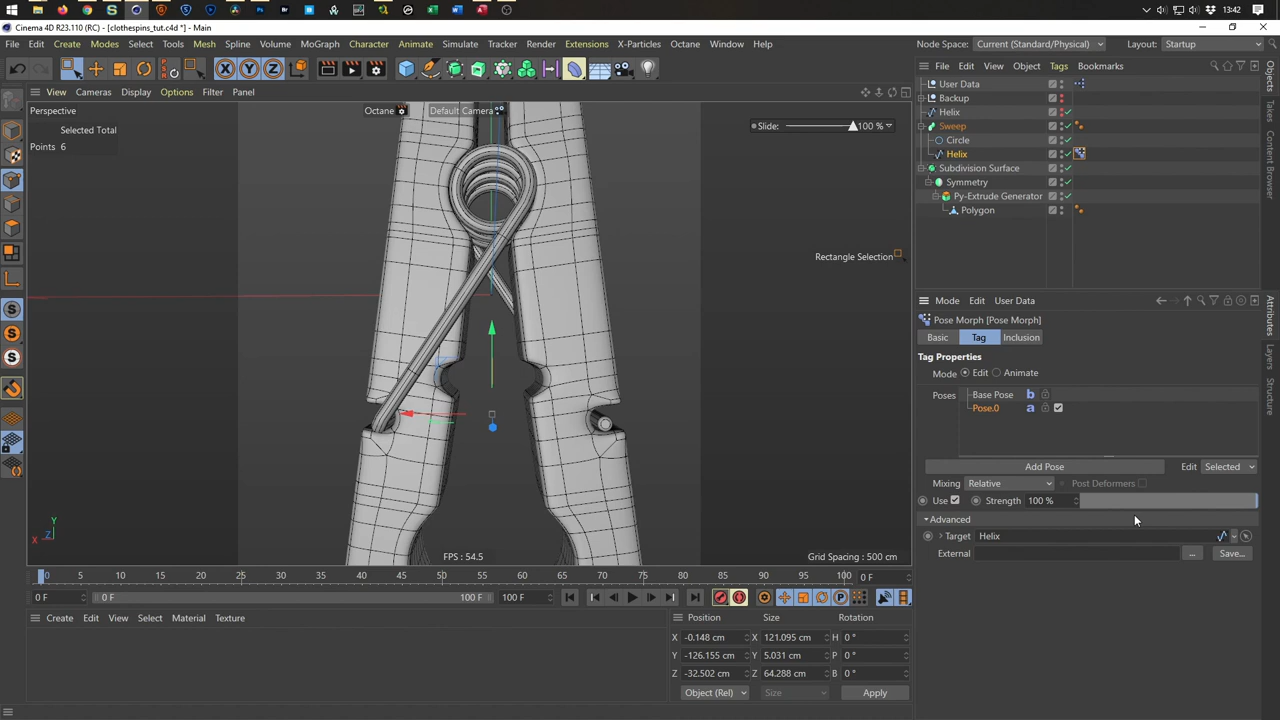 13:42
Cinema 4D R23.110 (RC) - [clothespins_tut.c4d *] - Main
File Edit Create Modes Select Tools Mesh Spline Volume MoGraph Character Animate Simulate Tracker Render Extensions X-Particles Octane Window Help
Node Space: Current (Standard/Physical) Layout: Startup
View Cameras Display Options Filter Panel
File Edit View Object Tags Bookmarks
Perspective
Octane
Default Camera
Selected Total
Points 6
Slide: 100 %
Rectangle Selection
User Data
Backup
Helix
Sweep
Circle
Helix
Subdivision Surface
Symmetry
Py-Extrude Generator
Polygon
Objects
Takes
Content Browser
Attributes
Layers
Structure
Mode Edit User Data
Pose Morph [Pose Morph]
Basic Tag Inclusion
Tag Properties
Mode Edit Animate
Poses Base Pose b
Pose.0 a
Add Pose Edit Selected
Mixing Relative Post Deformers
Use Strength 100 %
Advanced
Target Helix
External ... Save...
Y
X Z
FPS : 54.5
Grid Spacing : 500 cm
0 5 10 15 20 25 30 35 40 45 50 55 60 65 70 75 80 85 90 95 100 0 F
0 F 0 F 100 F 100 F
Create Edit View Select Material Texture
Position Size Rotation
X -0.148 cm X 121.095 cm H 0 °
Y -126.155 cm Y 5.031 cm P 0 °
Z -32.502 cm Z 64.288 cm B 0 °
Object (Rel) Size Apply